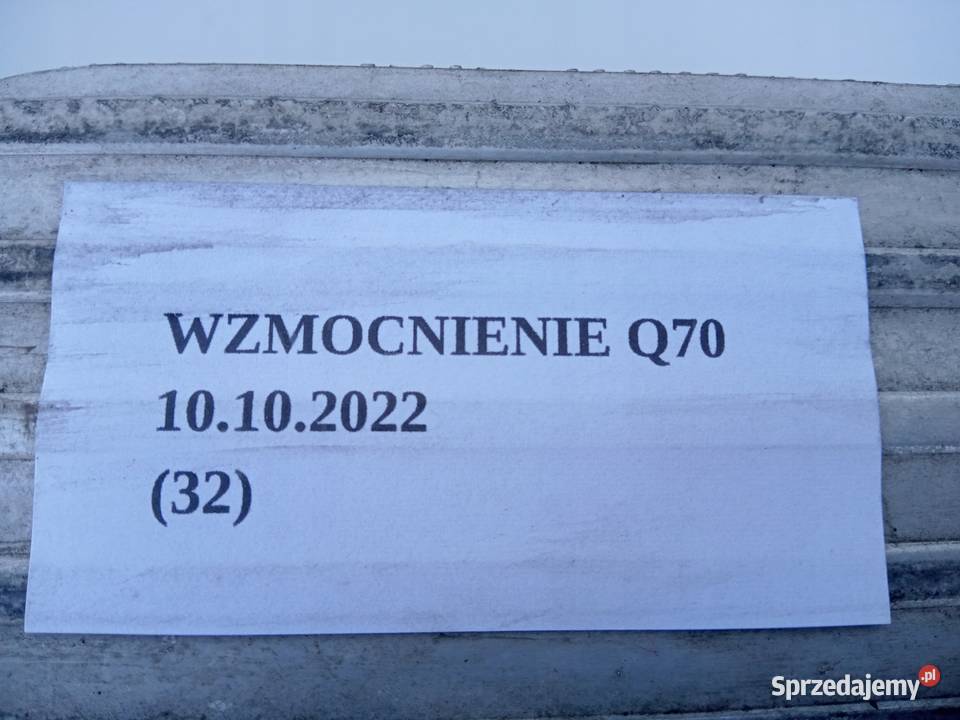 WZMOCNIENIE Q70
10.10.2022
(32)
Sprzedajemy.pl